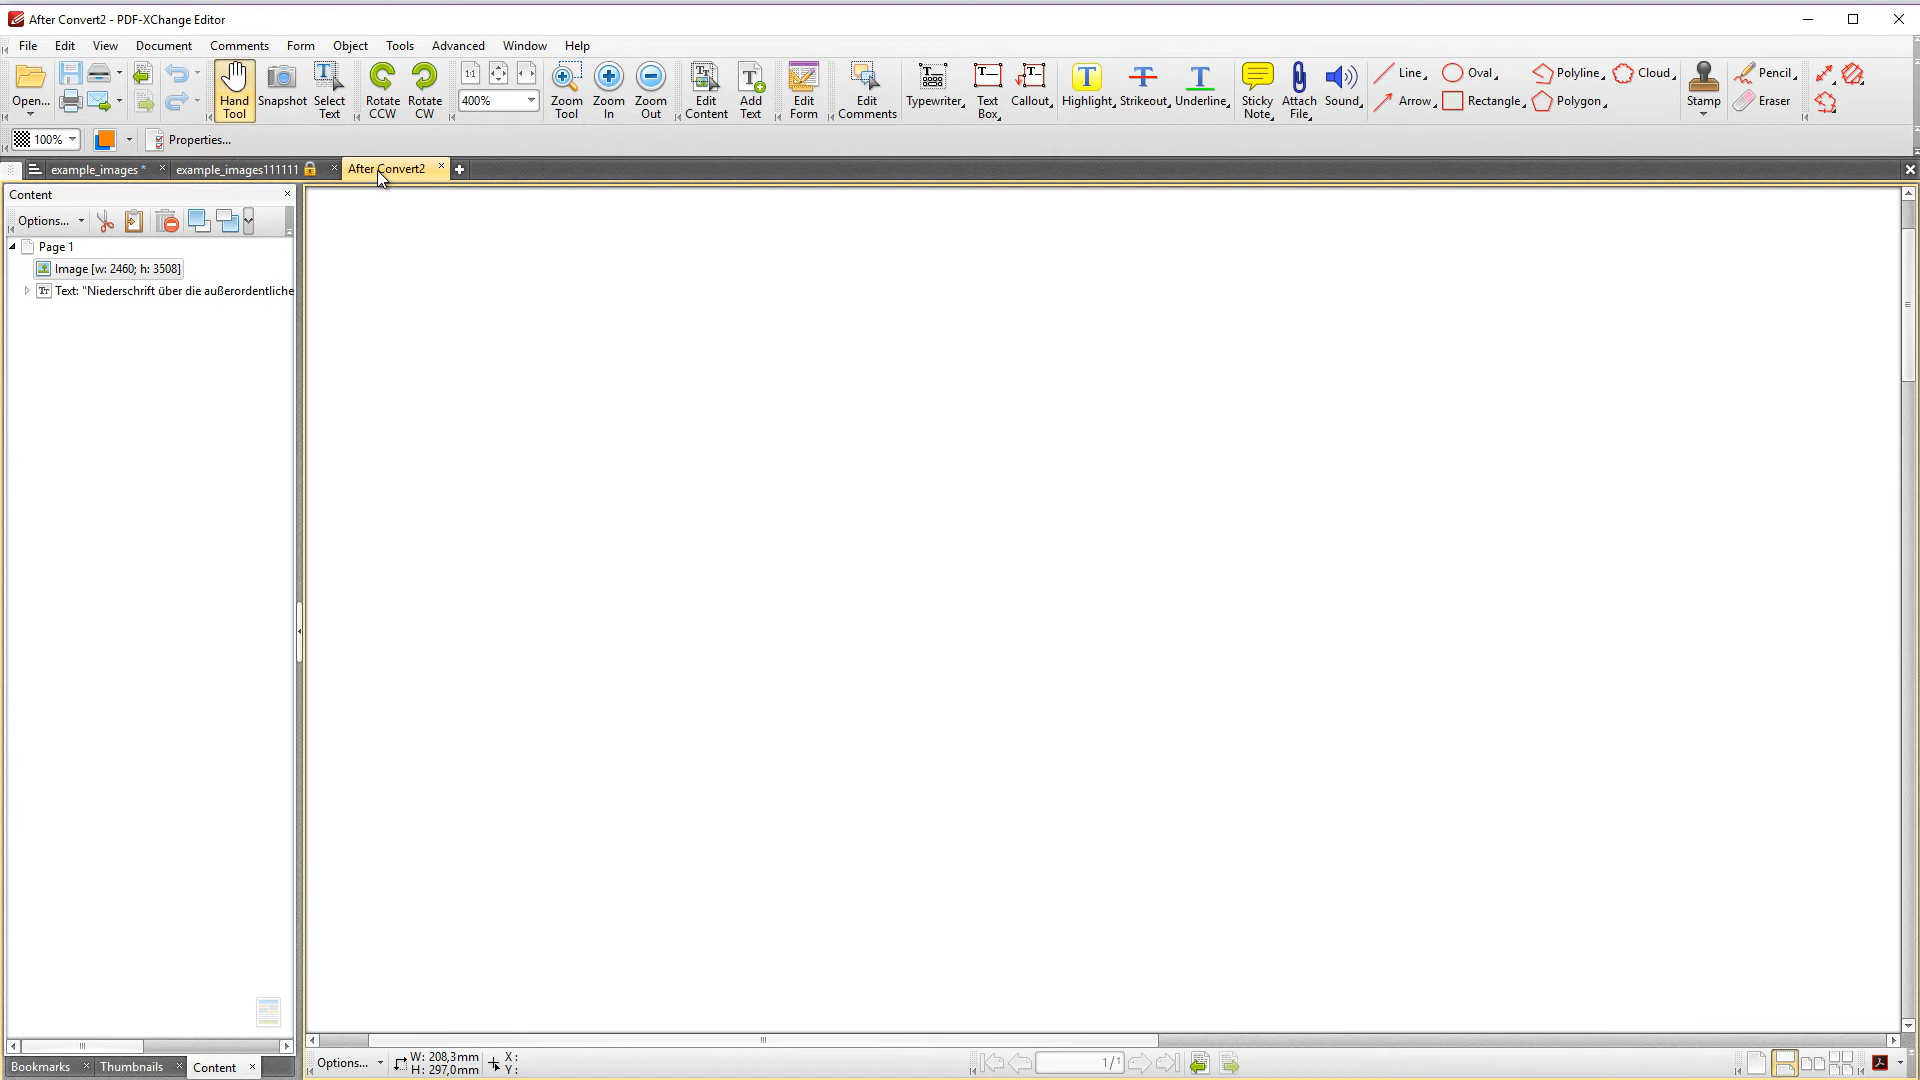 After Convert2 - PDF-XChange Editor
File Edit View Document Comments Form Object Tools Advanced Window Help
Open... Hand Tool Snapshot Select Text Rotate CCW Rotate CW 1:1 400% Zoom Tool Zoom In Zoom Out Edit Content Add Text Edit Form Edit Comments Typewriter Text Box Callout Highlight Strikeout Underline Sticky Note Attach File Sound Line Arrow Oval Rectangle Polyline Polygon Cloud Stamp Pencil Eraser
100% Properties...
example_images * example_images111111 After Convert2
Content
Options...
Page 1
Image [w: 2460; h: 3508]
Text: "Niederschrift über die außerordentliche
Bookmarks Thumbnails Content
Options... W: 208,3mm H: 297,0mm X: Y: 1/1